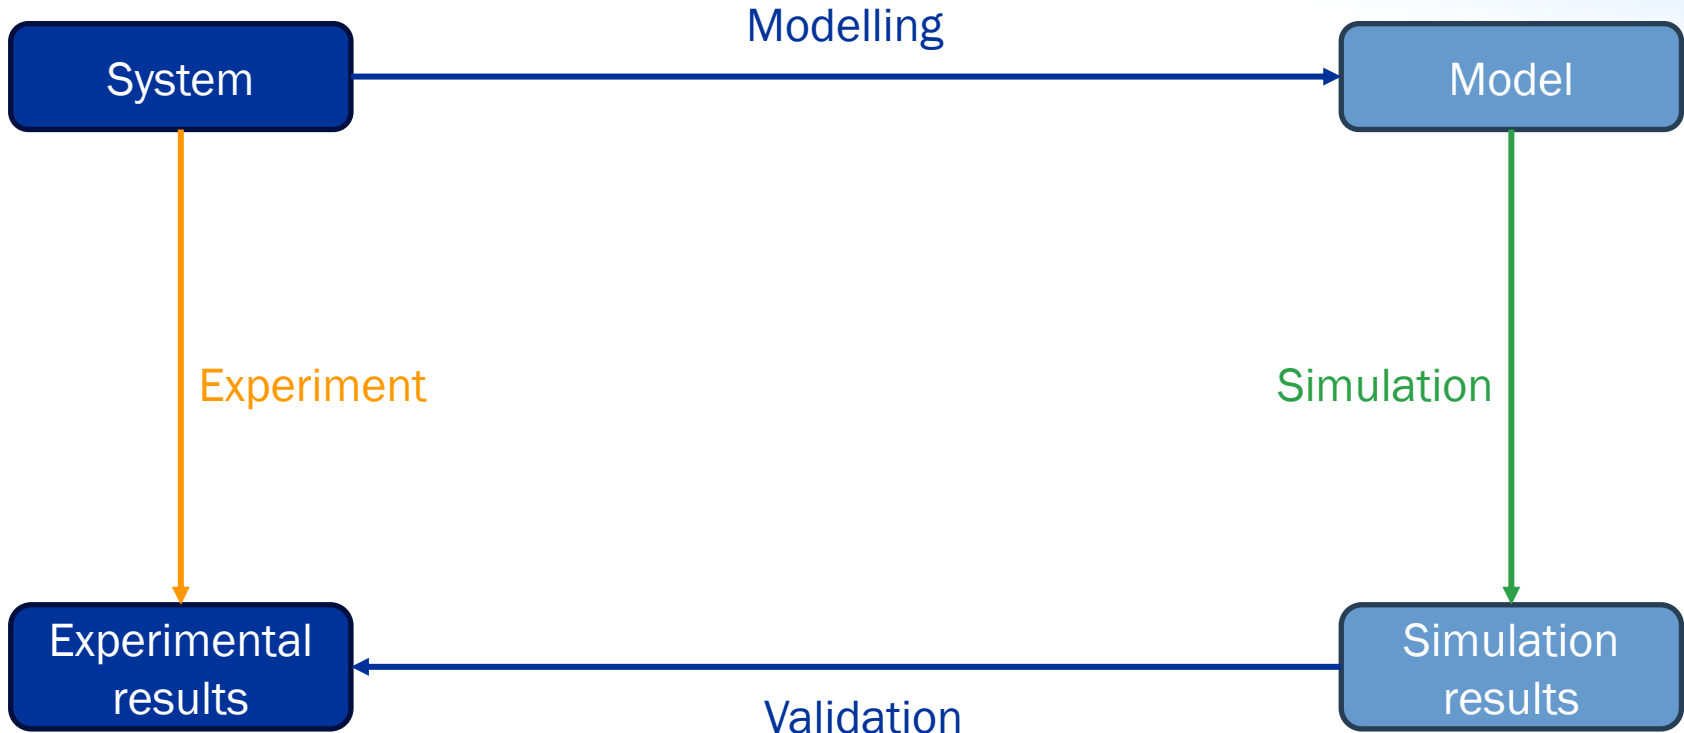 Modelling
System
Model
Experiment
Simulation
Experimental
results
Simulation
results
Validation